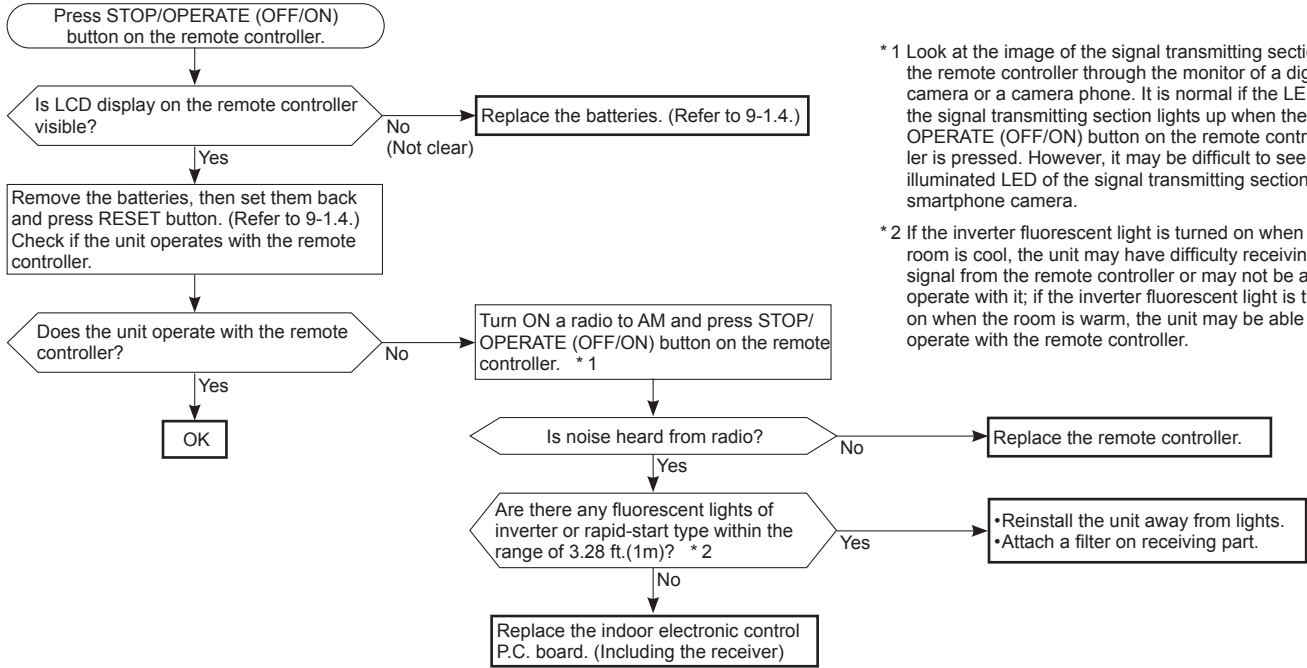 Press STOP/OPERATE (OFF/ON)
button on the remote controller.
Is LCD display on the remote controller
visible?
No
(Not clear)
Replace the batteries. (Refer to 9-1.4.)
Yes
Remove the batteries, then set them back
and press RESET button. (Refer to 9-1.4.)
Check if the unit operates with the remote
controller.
Does the unit operate with the remote
controller?
No
Yes
OK
Turn ON a radio to AM and press STOP/
OPERATE (OFF/ON) button on the remote
controller. * 1
Is noise heard from radio?
No
Replace the remote controller.
Yes
Are there any fluorescent lights of
inverter or rapid-start type within the
range of 3.28 ft.(1m)? * 2
Yes
•Reinstall the unit away from lights.
•Attach a filter on receiving part.
No
Replace the indoor electronic control
P.C. board. (Including the receiver)
* 1 Look at the image of the signal transmitting
the remote controller through the monitor of a
camera or a camera phone. It is normal if the
the signal transmitting section lights up when the
OPERATE (OFF/ON) button on the remote
ler is pressed. However, it may be difficult to see
illuminated LED of the signal transmitting section
smartphone camera.
* 2 If the inverter fluorescent light is turned on when
room is cool, the unit may have difficulty
signal from the remote controller or may not be
operate with it; if the inverter fluorescent light is
on when the room is warm, the unit may be able
operate with the remote controller.